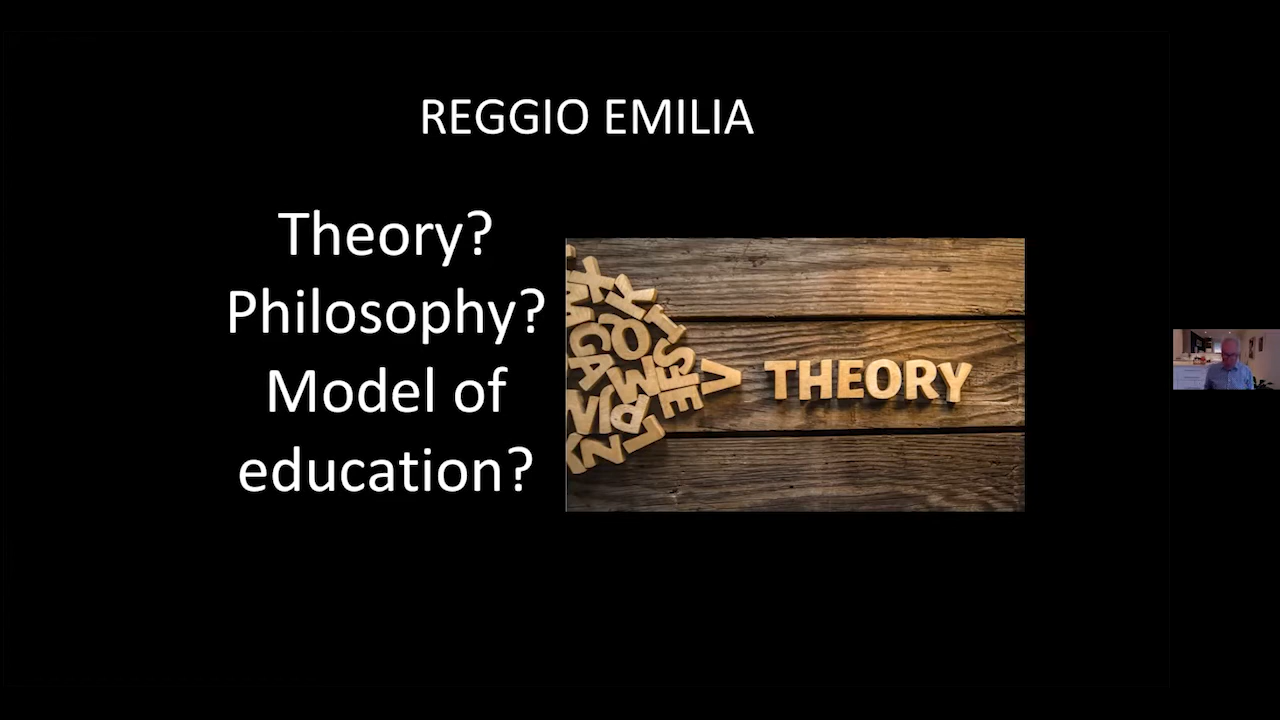 REGGIO EMILIA
Theory?
Philosophy?
Model of
education?
THEORY